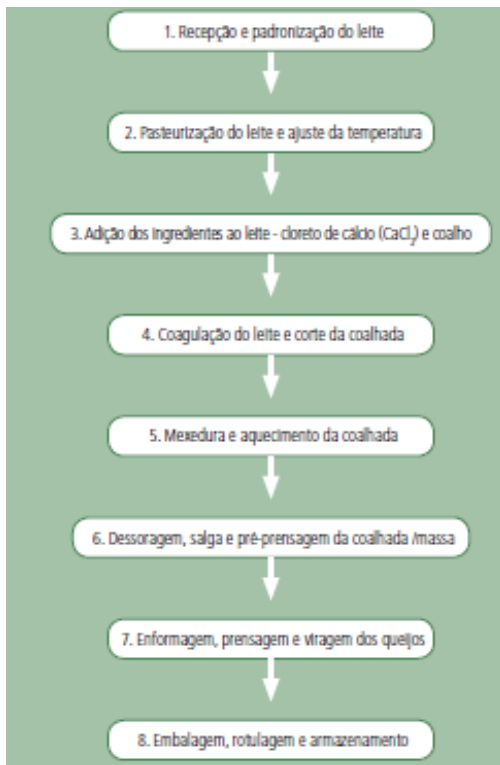 1. Recepção e padronização do leite
2. Pasteurização do leite e ajuste da temperatura
3. Adição dos ingredientes ao leite - cloreto de cálcio (CaCl₂) e coalho
4. Coagulação do leite e corte da coalhada
5. Mexedura e aquecimento da coalhada
6. Dessoragem, salga e pré-prensagem da coalhada /massa
7. Enformagem, prensagem e viragem dos queijos
8. Embalagem, rotulagem e armazenamento